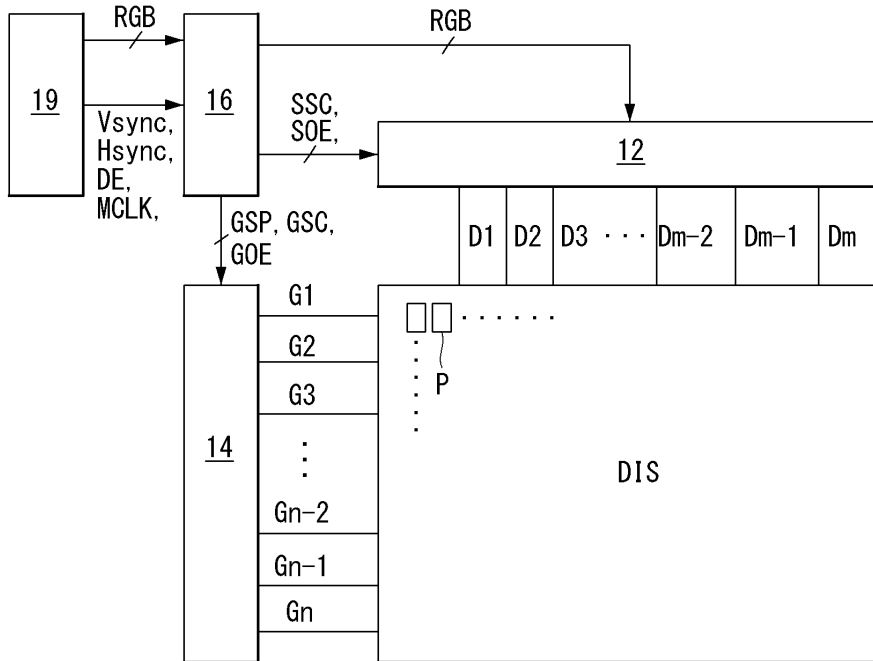 RGB
RGB
19
16
Vsync,
Hsync,
DE,
MCLK,
SSC,
SOE,
12
GSP, GSC,
GOE
D1 D2 D3 ··· Dm-2 Dm-1 Dm
14
G1
G2
G3
Gn-2
Gn-1
Gn
P
DIS